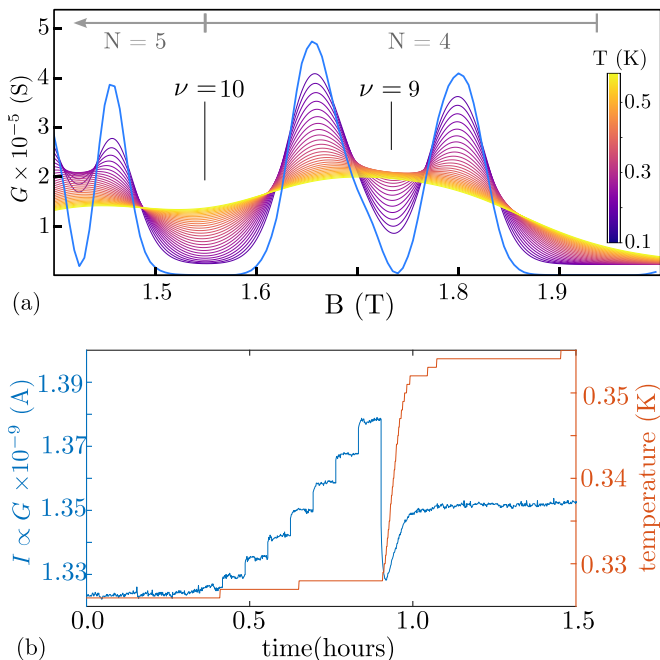 N = 5
N = 4
T (K)
ν = 10
ν = 9
0.5
0.3
0.1
G × 10⁻⁵ (S)
5
4
3
2
1
1.5
1.6
1.7
1.8
1.9
B (T)
(a)
I ∝ G ×10⁻⁹ (A)
1.39
1.37
1.35
1.33
0.35
0.34
0.33
temperature (K)
0.0
0.5
1.0
1.5
time(hours)
(b)